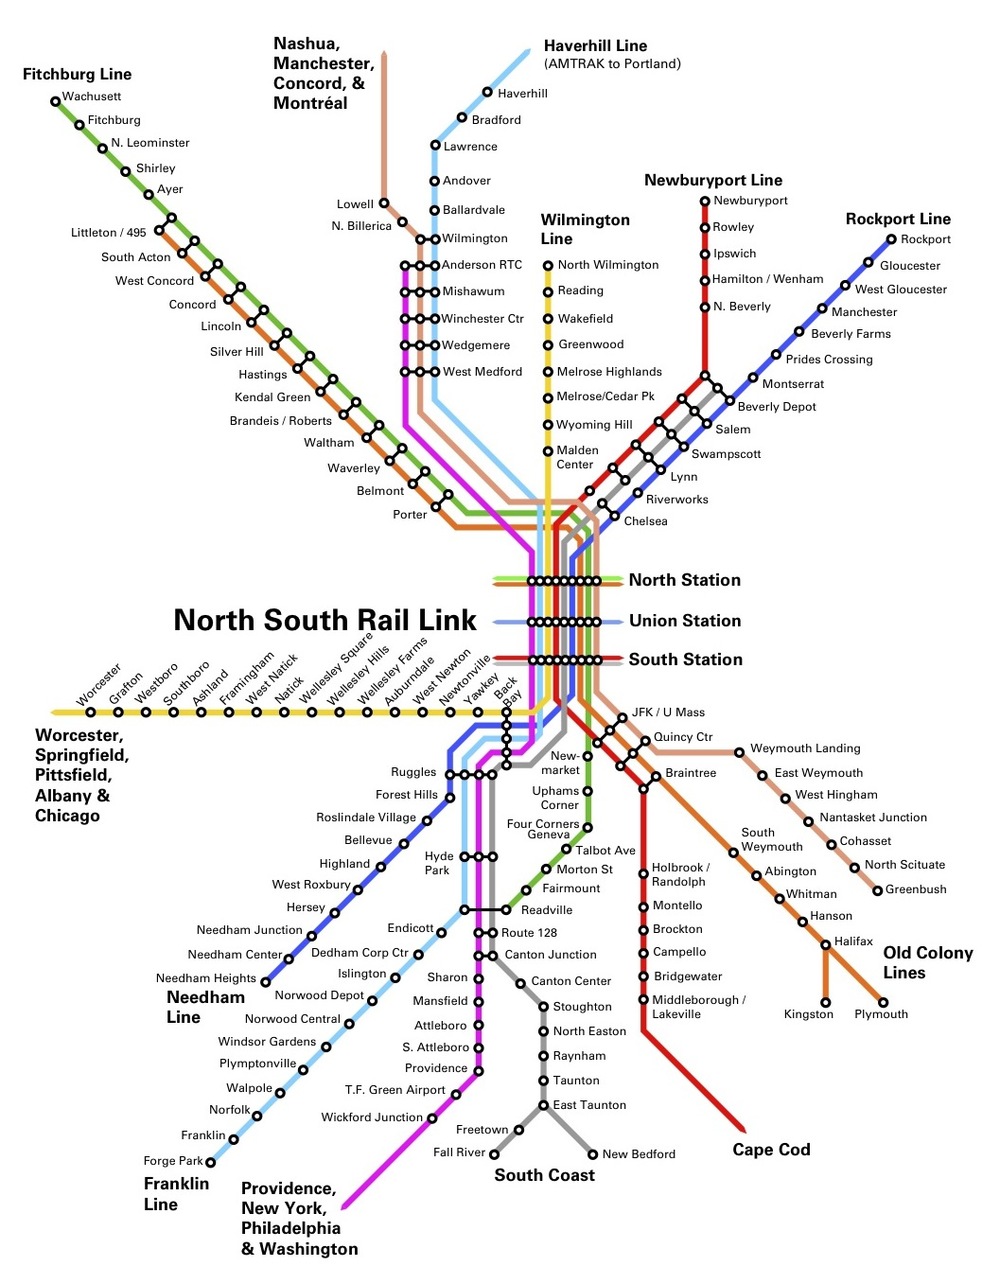 Fitchburg Line
Wachusett
Fitchburg
N. Leominster
Shirley
Ayer
Littleton / 495
South Acton
West Concord
Concord
Lincoln
Silver Hill
Hastings
Kendal Green
Brandeis / Roberts
Waltham
Waverley
Belmont
Porter
Nashua,
Manchester,
Concord, &
Montréal
Lowell
N. Billerica
Haverhill Line
(AMTRAK to Portland)
Haverhill
Bradford
Lawrence
Andover
Ballardvale
Wilmington
Anderson RTC
Mishawum
Winchester Ctr
Wedgemere
West Medford
Wilmington
Line
North Wilmington
Reading
Wakefield
Greenwood
Melrose Highlands
Melrose/Cedar Pk
Wyoming Hill
Malden
Center
Newburyport Line
Newburyport
Rowley
Ipswich
Hamilton / Wenham
N. Beverly
Rockport Line
Rockport
Gloucester
West Gloucester
Manchester
Beverly Farms
Prides Crossing
Montserrat
Beverly Depot
Salem
Swampscott
Lynn
Riverworks
Chelsea
North Station
Union Station
South Station
North South Rail Link
Worcester
Grafton
Westboro
Southboro
Ashland
Framingham
West Natick
Natick
Wellesley Square
Wellesley Hills
Wellesley Farms
Auburndale
West Newton
Newtonville
Yawkey
Back
Bay
Worcester,
Springfield,
Pittsfield,
Albany &
Chicago
Ruggles
Forest Hills
Roslindale Village
Bellevue
Highland
West Roxbury
Hersey
Needham Junction
Needham Center
Needham Heights
Needham
Line
Hyde
Park
Readville
Endicott
Dedham Corp Ctr
Islington
Norwood Depot
Norwood Central
Windsor Gardens
Plymptonville
Walpole
Norfolk
Franklin
Forge Park
Franklin
Line
Route 128
Canton Junction
Sharon
Mansfield
Attleboro
S. Attleboro
Providence
T.F. Green Airport
Wickford Junction
Providence,
New York,
Philadelphia
& Washington
Canton Center
Stoughton
North Easton
Raynham
Taunton
East Taunton
Freetown
Fall River
New Bedford
South Coast
New-
market
Uphams
Corner
Four Corners
Geneva
Talbot Ave
Morton St
Fairmount
JFK / U Mass
Quincy Ctr
Braintree
Holbrook /
Randolph
Montello
Brockton
Campello
Bridgewater
Middleborough /
Lakeville
Cape Cod
Weymouth Landing
East Weymouth
West Hingham
Nantasket Junction
Cohasset
North Scituate
Greenbush
South
Weymouth
Abington
Whitman
Hanson
Halifax
Kingston
Plymouth
Old Colony
Lines